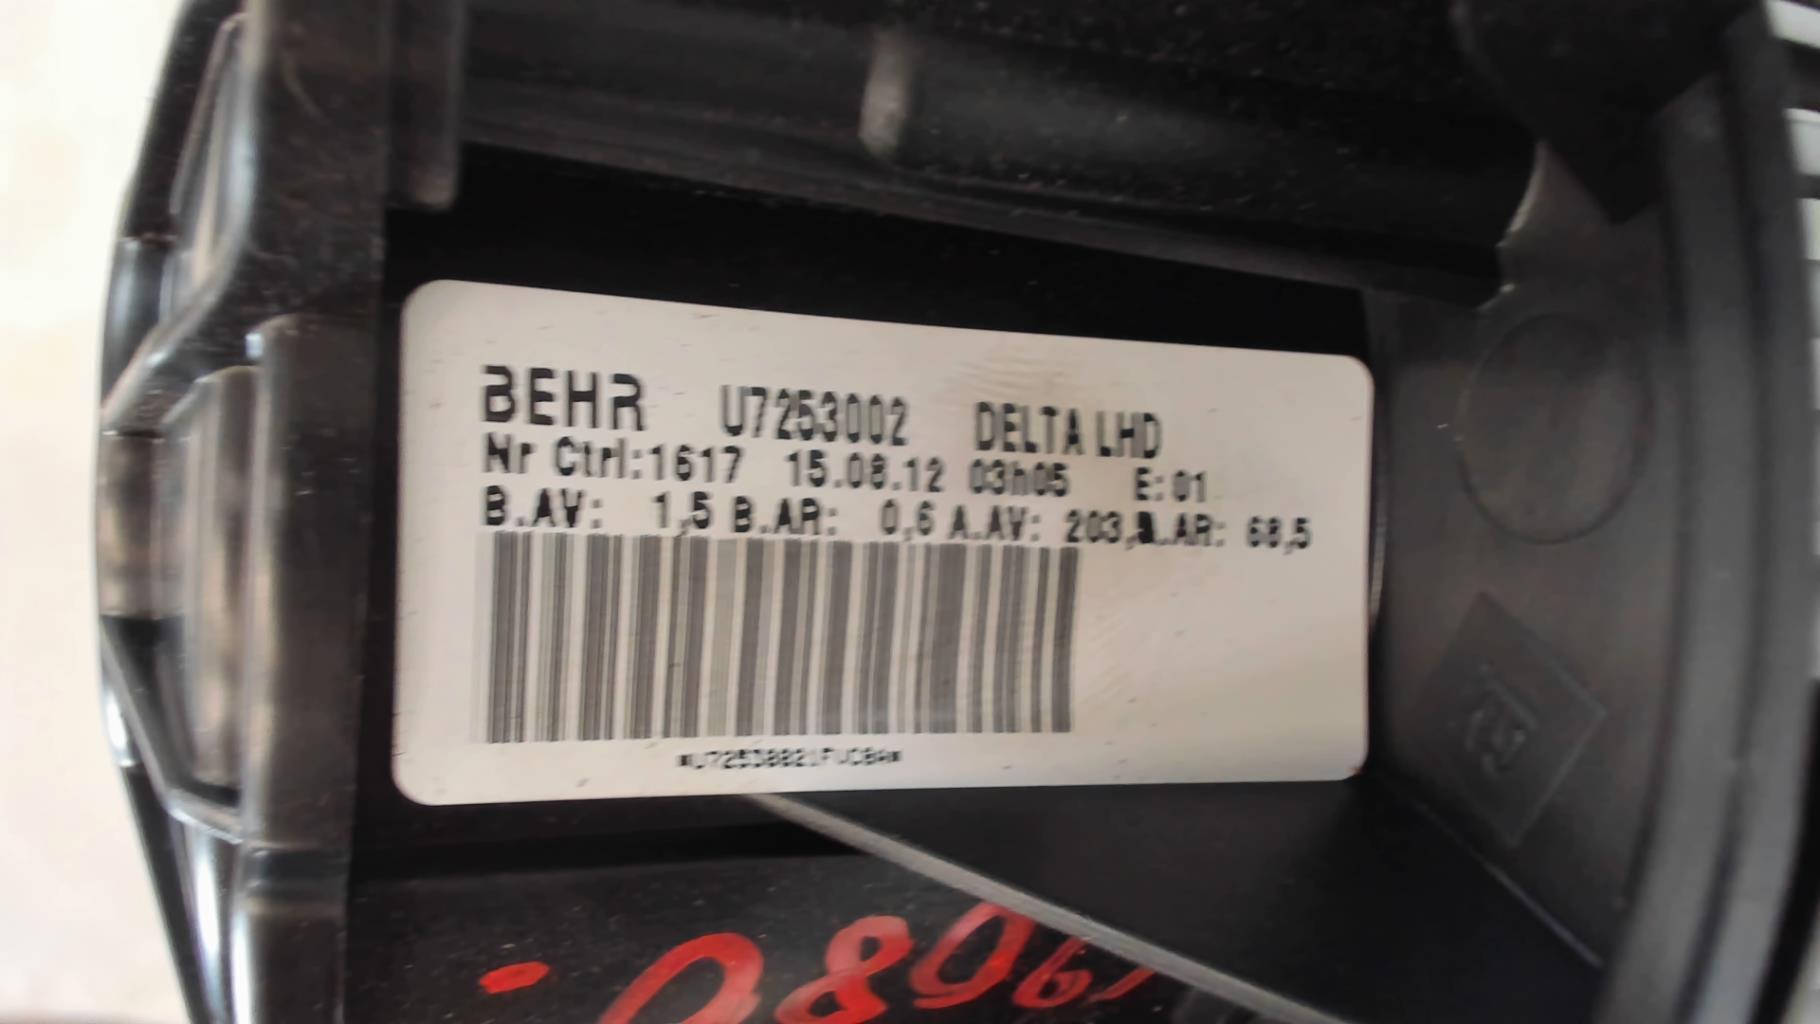 BEHR U7253002 DELTA LHD
Nr Ctrl:1617 15.08.12 03h05 E:01
B.AV: 1,5 B.AR: 0,6 A.AV: 203, A.AR: 68,5